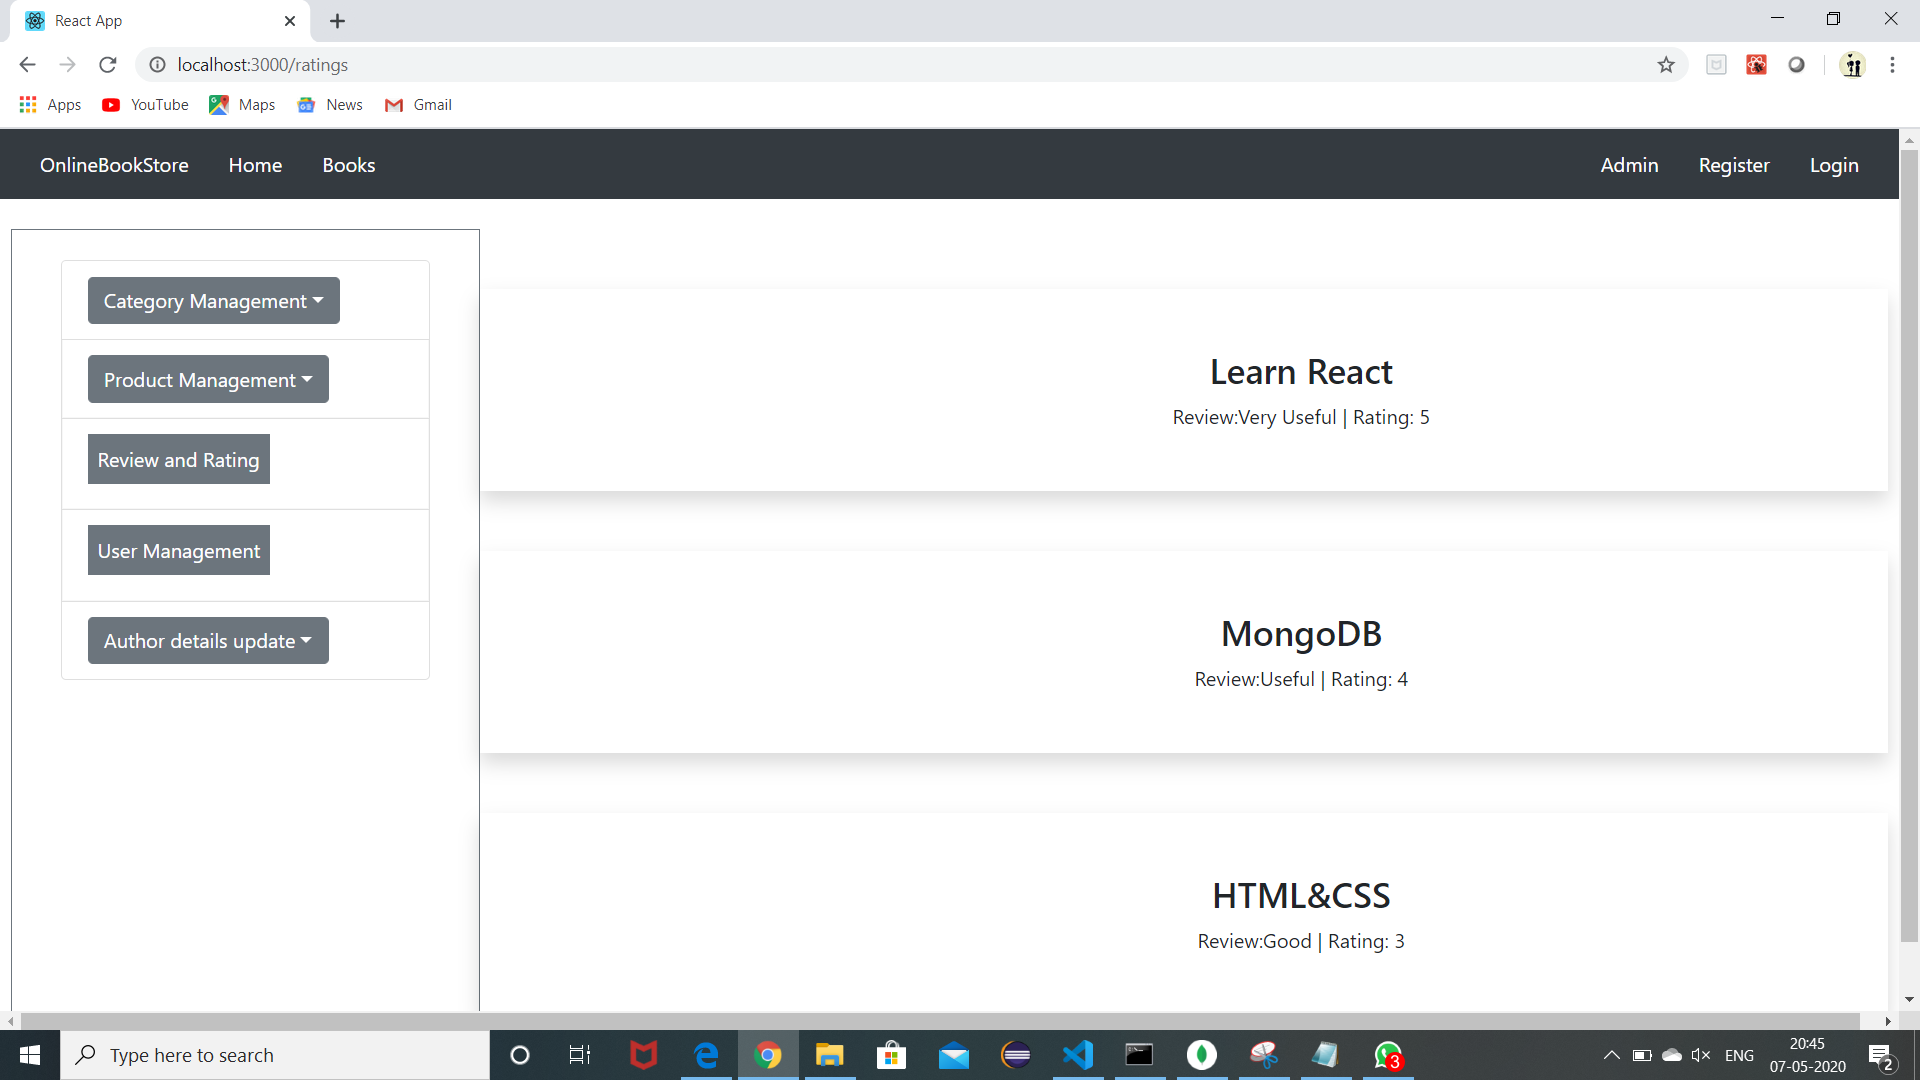 React App
localhost:3000/ratings
Apps YouTube Maps News Gmail
OnlineBookStore Home Books Admin Register Login
Category Management
Product Management
Review and Rating
User Management
Author details update
Learn React
Review:Very Useful | Rating: 5
MongoDB
Review:Useful | Rating: 4
HTML&CSS
Review:Good | Rating: 3
Type here to search
3
ENG
20:45
07-05-2020
2